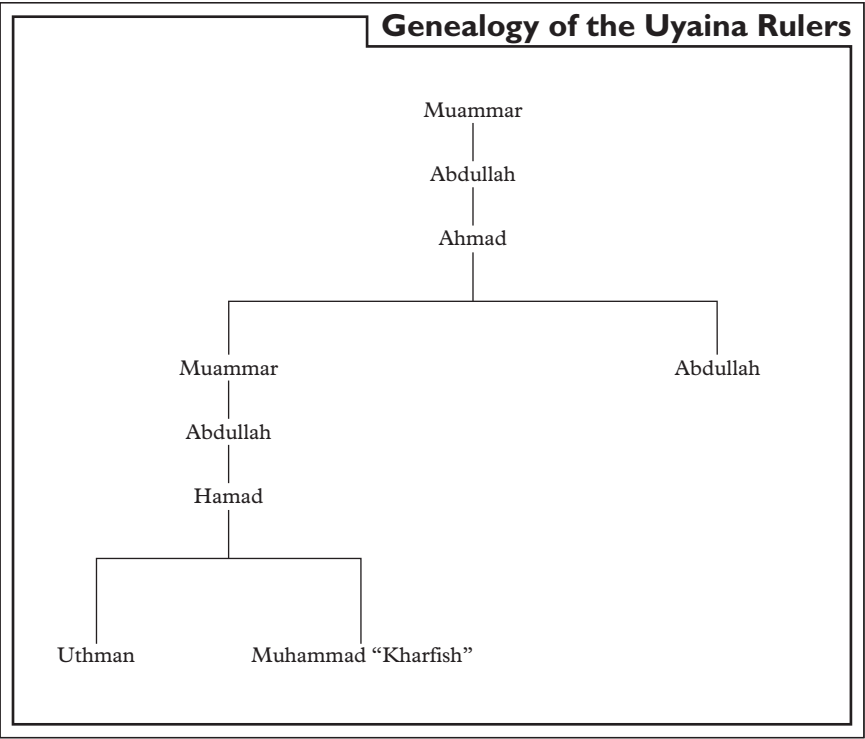 Genealogy of the Uyaina Rulers
Muammar
Abdullah
Ahmad
Muammar
Abdullah
Abdullah
Hamad
Uthman
Muhammad “Kharfish”